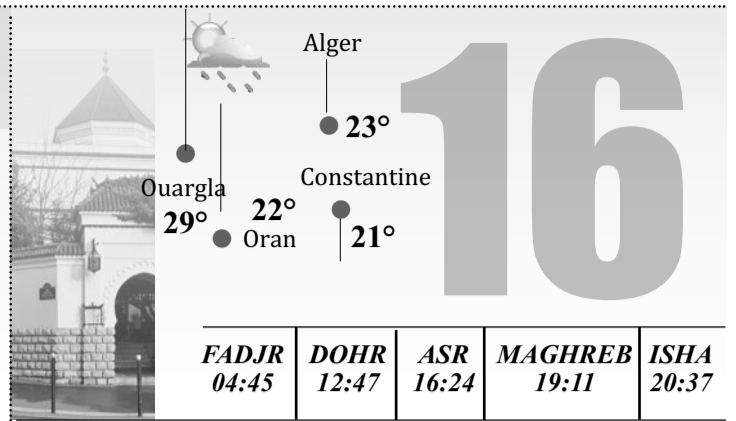 Alger
23°
Ouargla
29°
Constantine
22°
Oran
21°
16
FADJR DOHR ASR MAGHREB ISHA
04:45 12:47 16:24 19:11 20:37